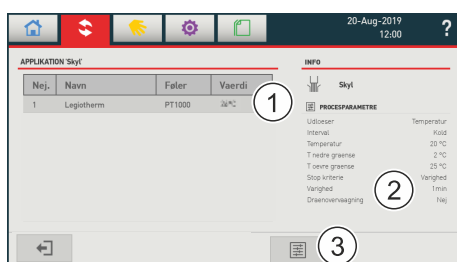 20-Aug-2019
12:00
?
APPLIKATION 'Skyl'
Nej. Navn Føler Vaerdi
1 Legiotherm PT1000
1
INFO
Skyl
PROCESPARAMETRE
Udloeser Temperatur
Interval Kold
Temperatur 20 °C
T nedre graense 2 °C
T oevre graense 25 °C
Stop kriterie Varighed
Varighed 1min
Draenovervaagning Nej
2
3